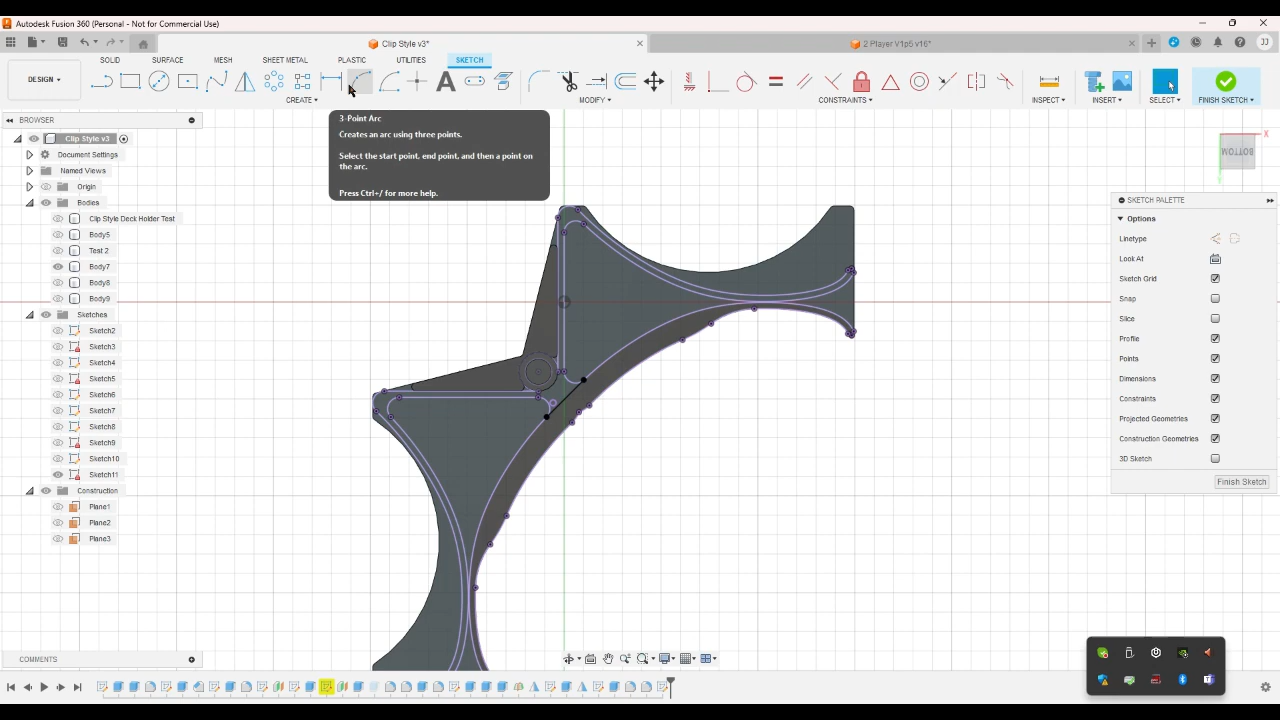 Autodesk Fusion 360 (Personal - Not for Commercial Use)
Clip Style v3*
2 Player V1p5 v16*
DESIGN
SOLID
SURFACE
MESH
SHEET METAL
PLASTIC
UTILITIES
SKETCH
CREATE
MODIFY
CONSTRAINTS
INSPECT
INSERT
SELECT
FINISH SKETCH
BROWSER
3-Point Arc
Creates an arc using three points.
Select the start point, end point, and then a point on
the arc.
Press Ctrl+/ for more help.
Clip Style v3
Document Settings
Named Views
Origin
Bodies
Clip Style Deck Holder Test
Body5
Test 2
Body7
Body8
Body9
Sketches
Sketch2
Sketch3
Sketch4
Sketch5
Sketch6
Sketch7
Sketch8
Sketch9
Sketch10
Sketch11
Construction
Plane1
Plane2
Plane3
X
BOTTOM
SKETCH PALETTE
Options
Linetype
Look At
Sketch Grid
Snap
Slice
Profile
Points
Dimensions
Constraints
Projected Geometries
Construction Geometries
3D Sketch
Finish Sketch
COMMENTS